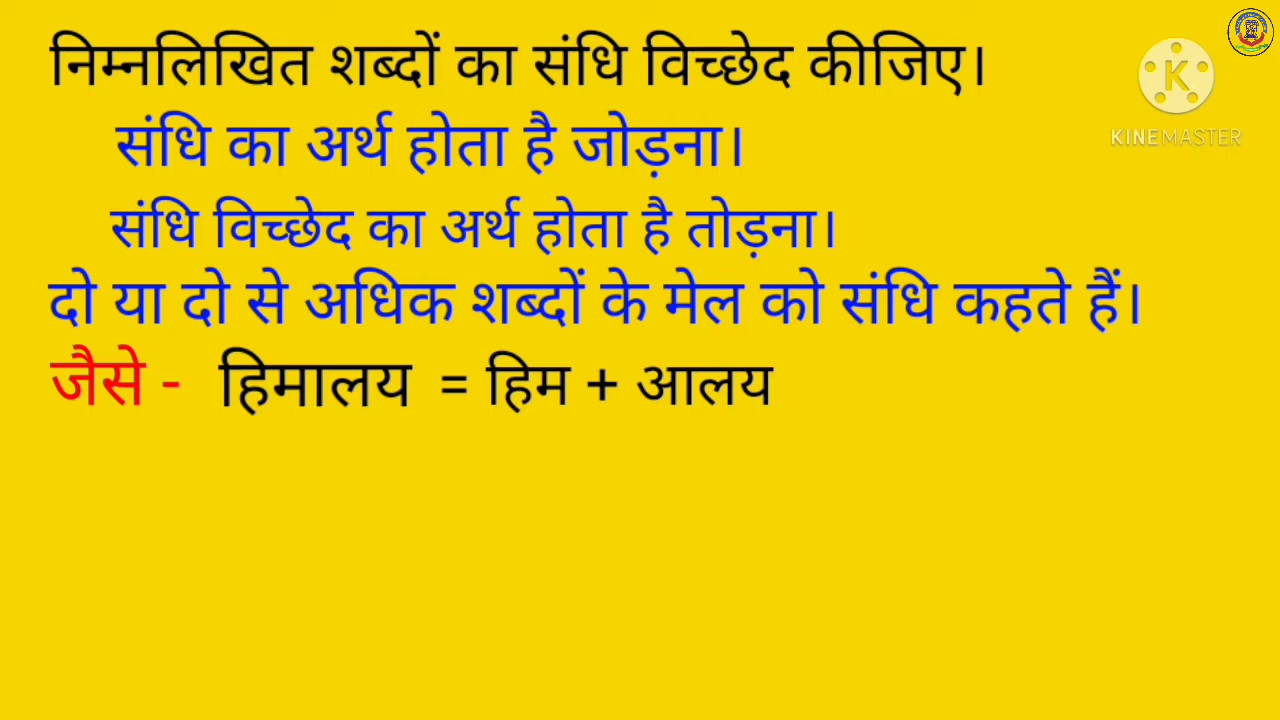 निम्नलिखित शब्दों का संधि विच्छेद कीजिए।
संधि का अर्थ होता है जोड़ना।
संधि विच्छेद का अर्थ होता है तोड़ना।
दो या दो से अधिक शब्दों के मेल को संधि कहते हैं।
जैसे - हिमालय = हिम + आलय
K
KINEMASTER